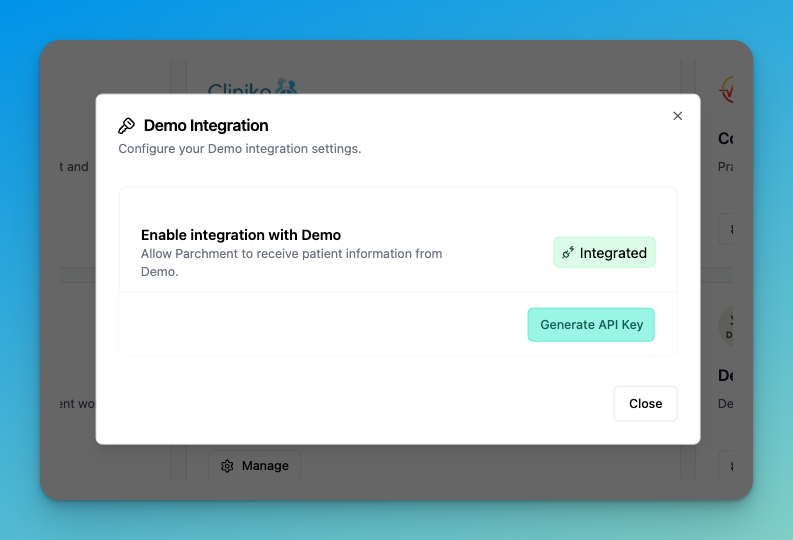 Cliniko
Demo Integration
Configure your Demo integration settings.
Co
t and
Pra
Enable integration with Demo
Allow Parchment to receive patient information from
Demo.
Integrated
Generate API Key
De
ent wo
De
Close
Manage